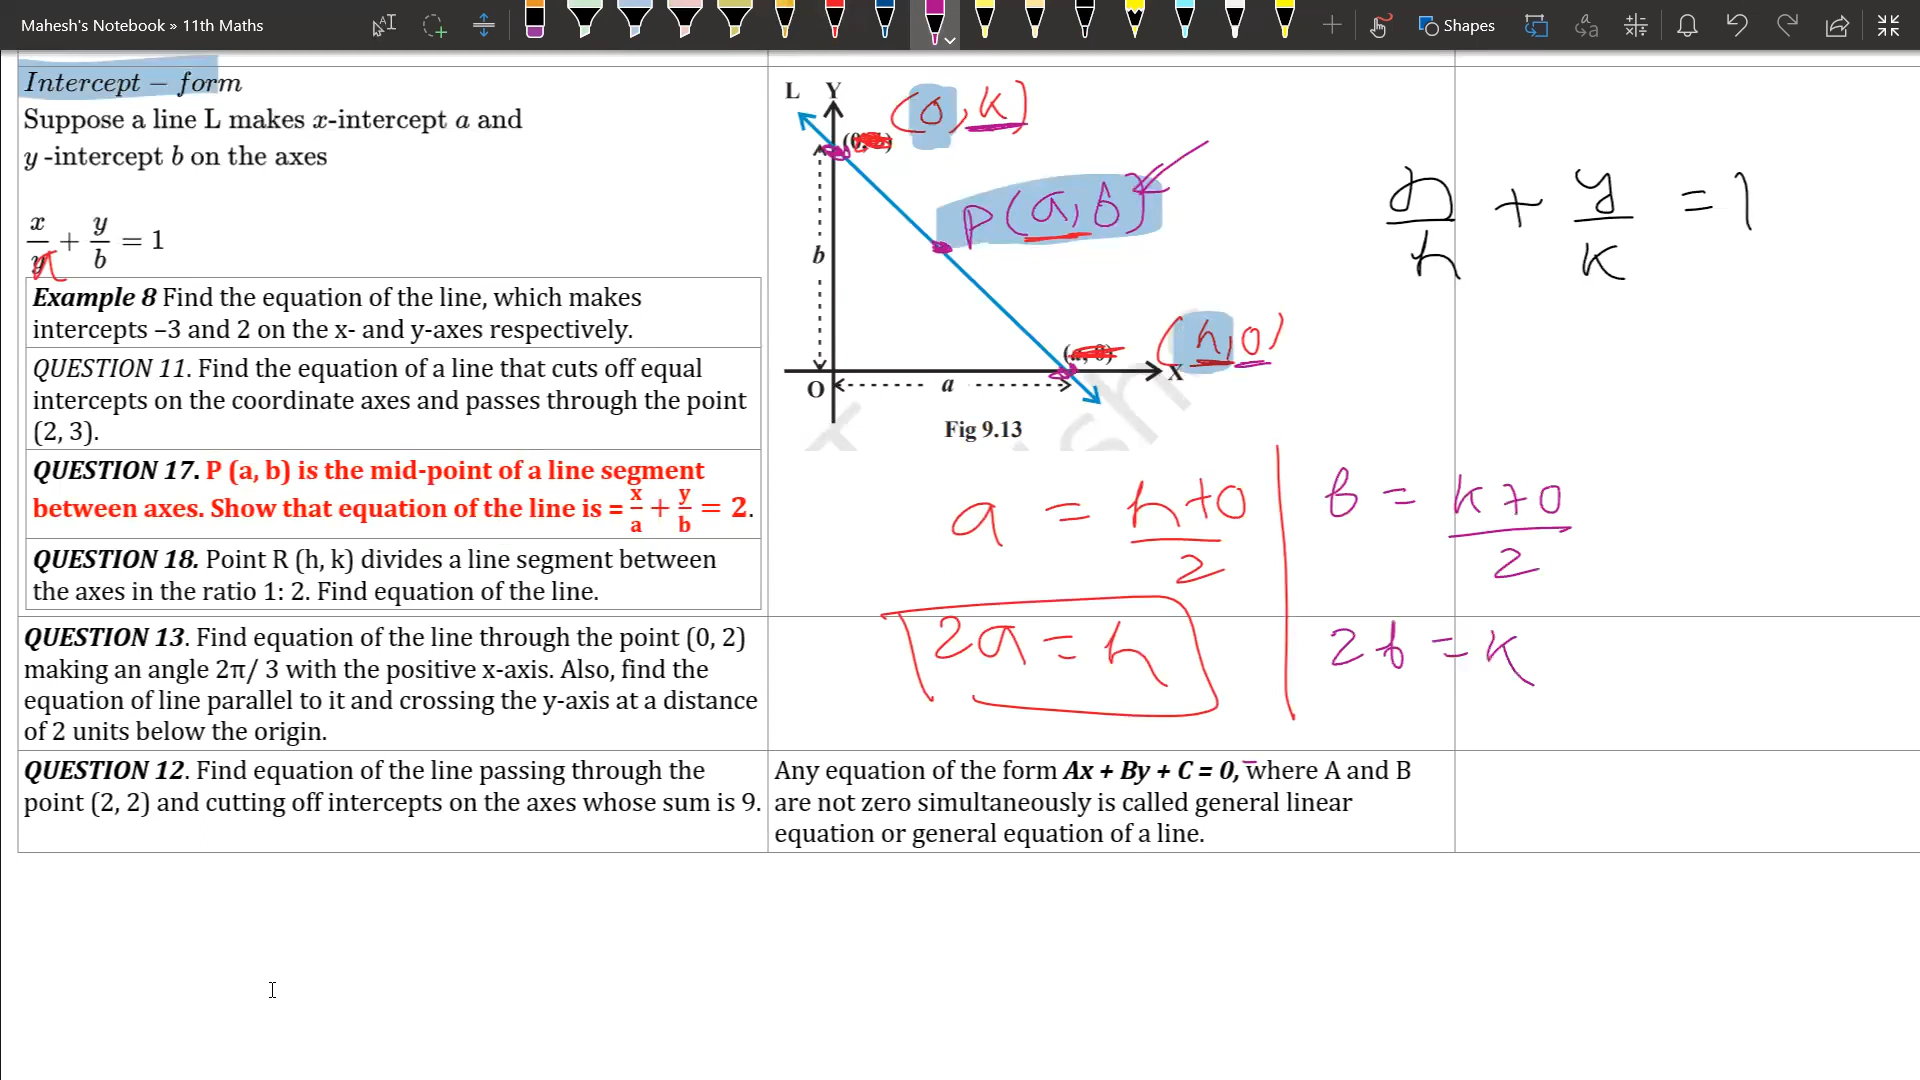 Mahesh's Notebook » 11th Maths
Shapes
Intercept – form
Suppose a line L makes x-intercept a and
y -intercept b on the axes
x/y + y/b = 1
a
Example 8 Find the equation of the line, which makes
intercepts –3 and 2 on the x- and y-axes respectively.
QUESTION 11. Find the equation of a line that cuts off equal
intercepts on the coordinate axes and passes through the point
(2, 3).
QUESTION 17. P (a, b) is the mid-point of a line segment
between axes. Show that equation of the line is = x/a + y/b = 2.
QUESTION 18. Point R (h, k) divides a line segment between
the axes in the ratio 1: 2. Find equation of the line.
QUESTION 13. Find equation of the line through the point (0, 2)
making an angle 2π/ 3 with the positive x-axis. Also, find the
equation of line parallel to it and crossing the y-axis at a distance
of 2 units below the origin.
QUESTION 12. Find equation of the line passing through the
point (2, 2) and cutting off intercepts on the axes whose sum is 9.
L Y
(0, k)
P(a, b)
b
(h, 0)
X
O
a
Fig 9.13
x/h + y/k = 1
a = h+0/2
b = k+0/2
2a = h
2b = k
Any equation of the form Ax + By + C = 0, where A and B
are not zero simultaneously is called general linear
equation or general equation of a line.